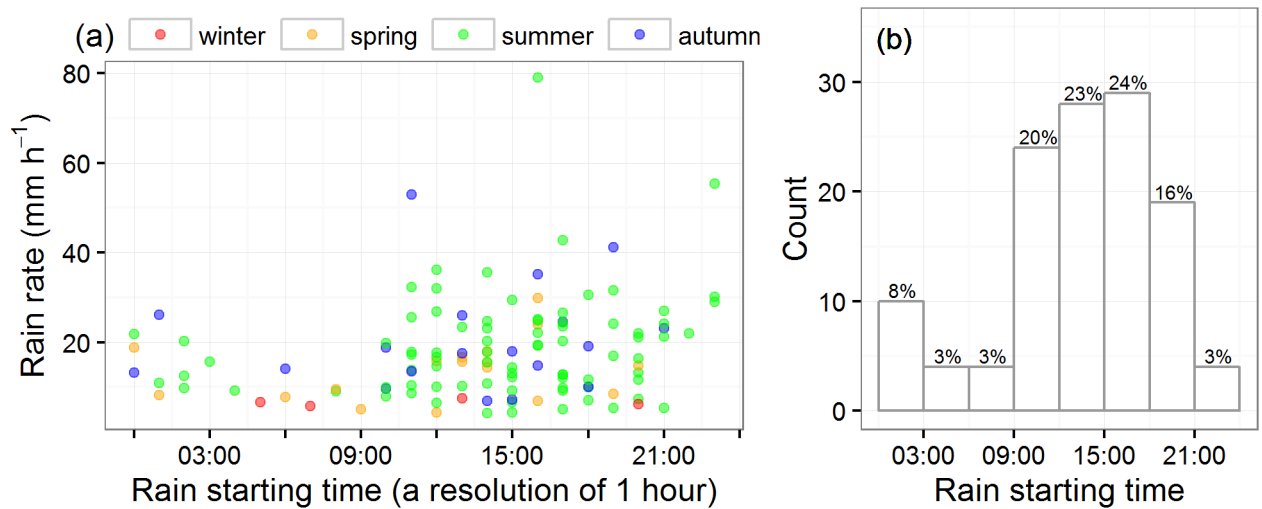 (a) winter spring summer autumn
80
60
40
20
Rain rate (mm h⁻¹)
03:00 09:00 15:00 21:00
Rain starting time (a resolution of 1 hour)
(b)
30
20
10
0
Count
8% 3% 3% 20% 23% 24% 16% 3%
03:00 09:00 15:00 21:00
Rain starting time